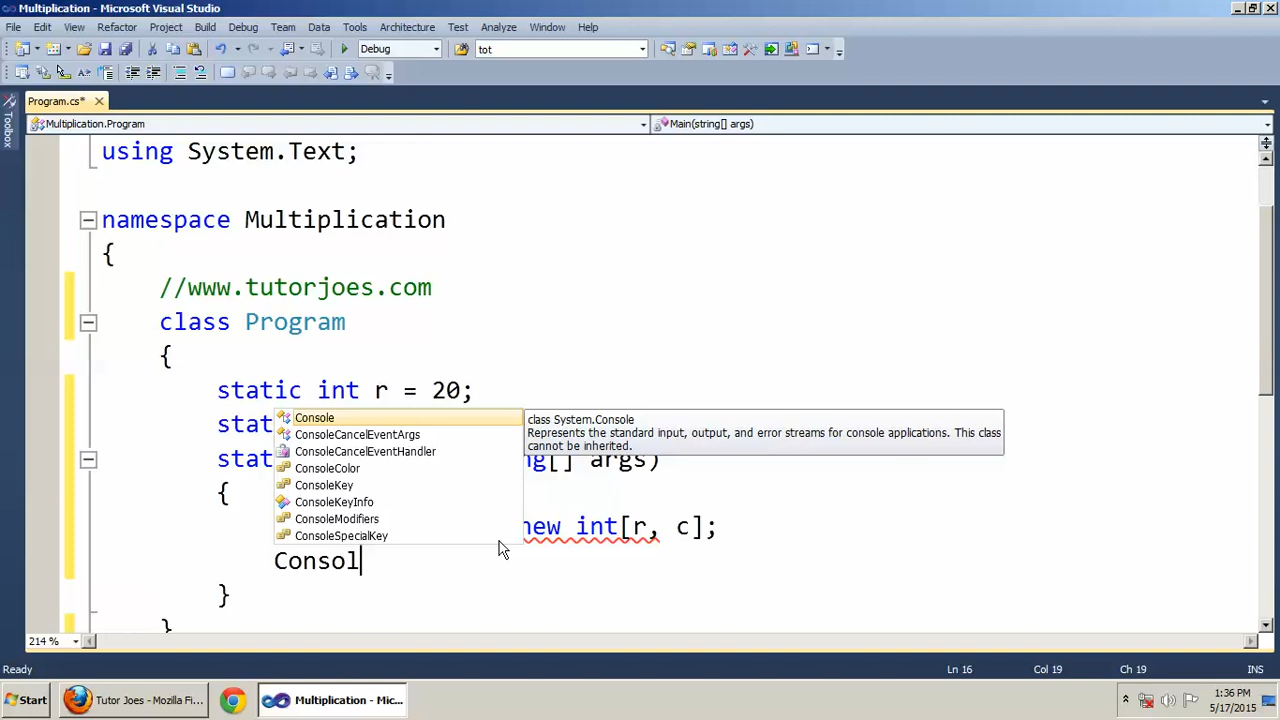 Multiplication - Microsoft Visual Studio
File Edit View Refactor Project Build Debug Team Data Tools Architecture Test Analyze Window Help
Debug tot
Program.cs* ×
Toolbox
Multiplication.Program Main(string[] args)
using System.Text;
namespace Multiplication
{
//www.tutorjoes.com
class Program
{
static int r = 20;
stat
stat ng[] args)
{
new int[r, c];
Consol
}
}
Console
ConsoleCancelEventArgs
ConsoleCancelEventHandler
ConsoleColor
ConsoleKey
ConsoleKeyInfo
ConsoleModifiers
ConsoleSpecialKey
class System.Console
Represents the standard input, output, and error streams for console applications. This class
cannot be inherited.
214 %
Ready Ln 16 Col 19 Ch 19 INS
Start Tutor Joes - Mozilla Fi... Multiplication - Mic... 1:36 PM
5/17/2015